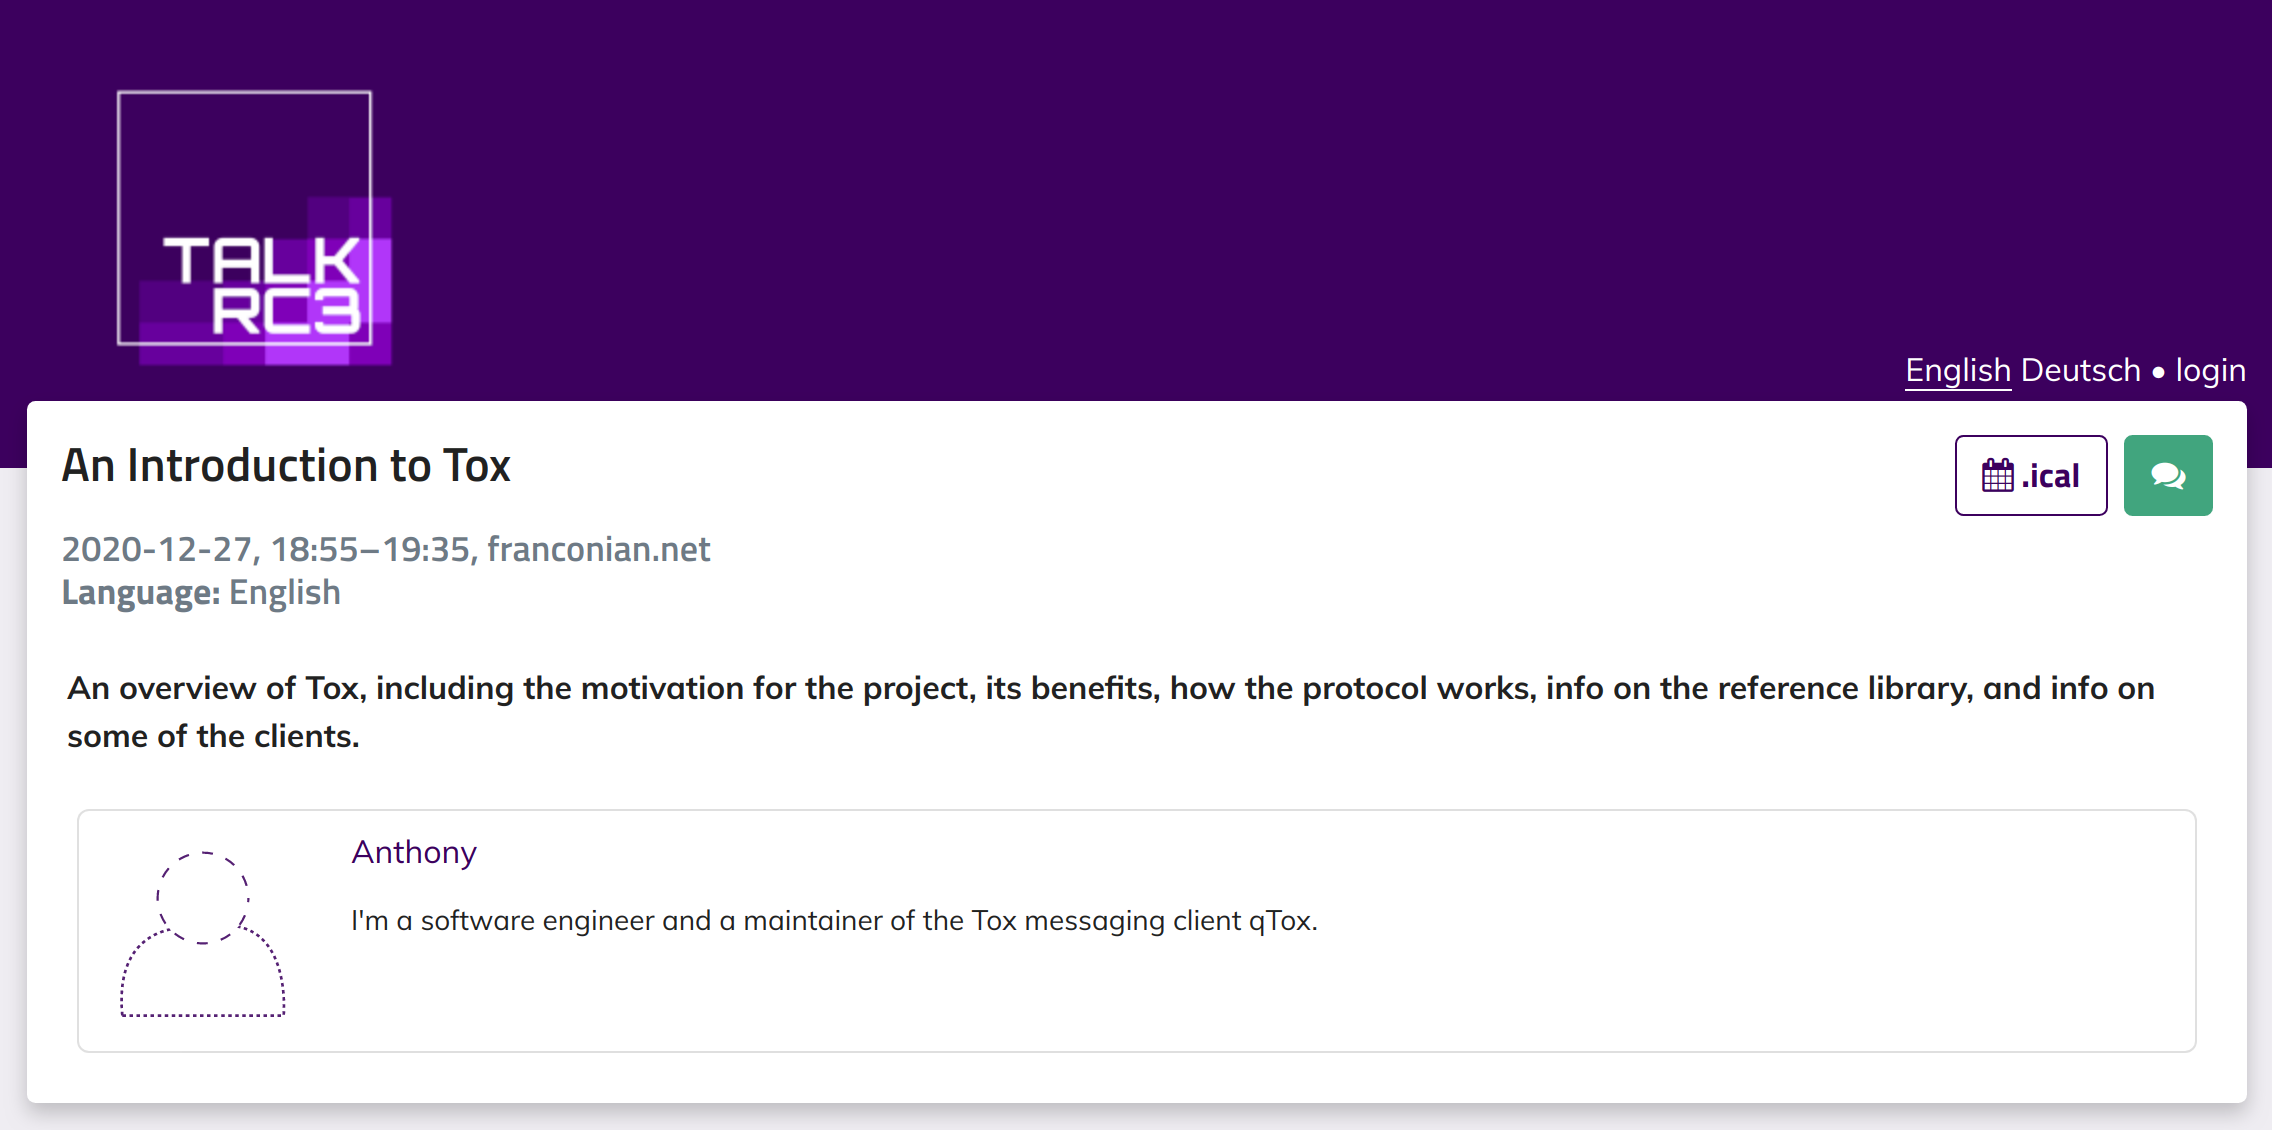 TALK
RC3
English Deutsch • login
An Introduction to Tox
.ical
2020-12-27, 18:55–19:35, franconian.net
Language: English
An overview of Tox, including the motivation for the project, its benefits, how the protocol works, info on the reference library, and info on
some of the clients.
Anthony
I'm a software engineer and a maintainer of the Tox messaging client qTox.